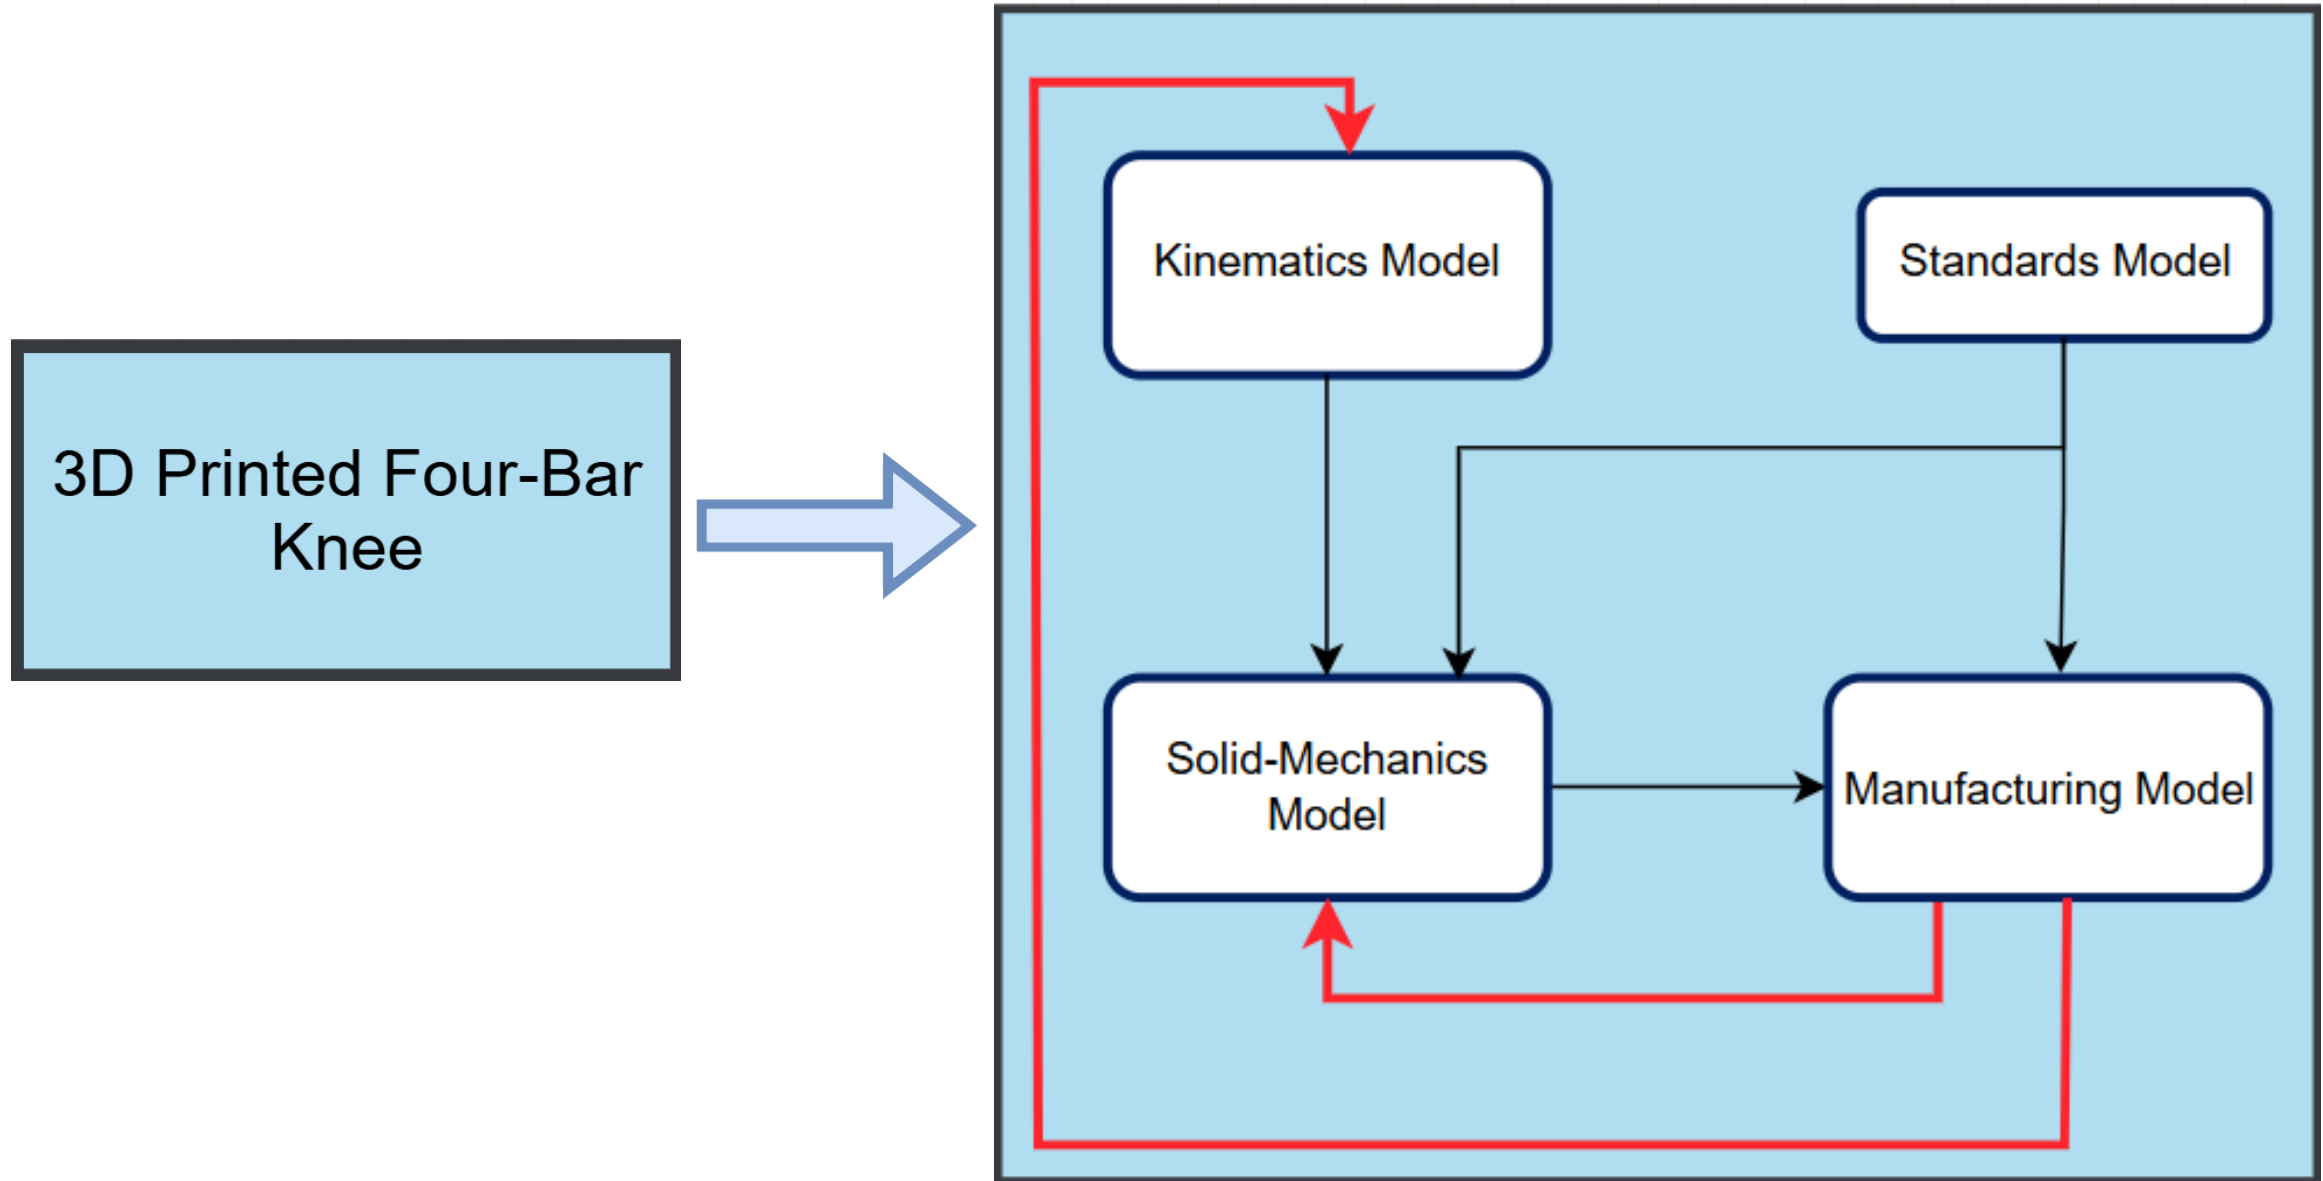 3D Printed Four-Bar
Knee
Kinematics Model
Standards Model
Solid-Mechanics
Model
Manufacturing Model